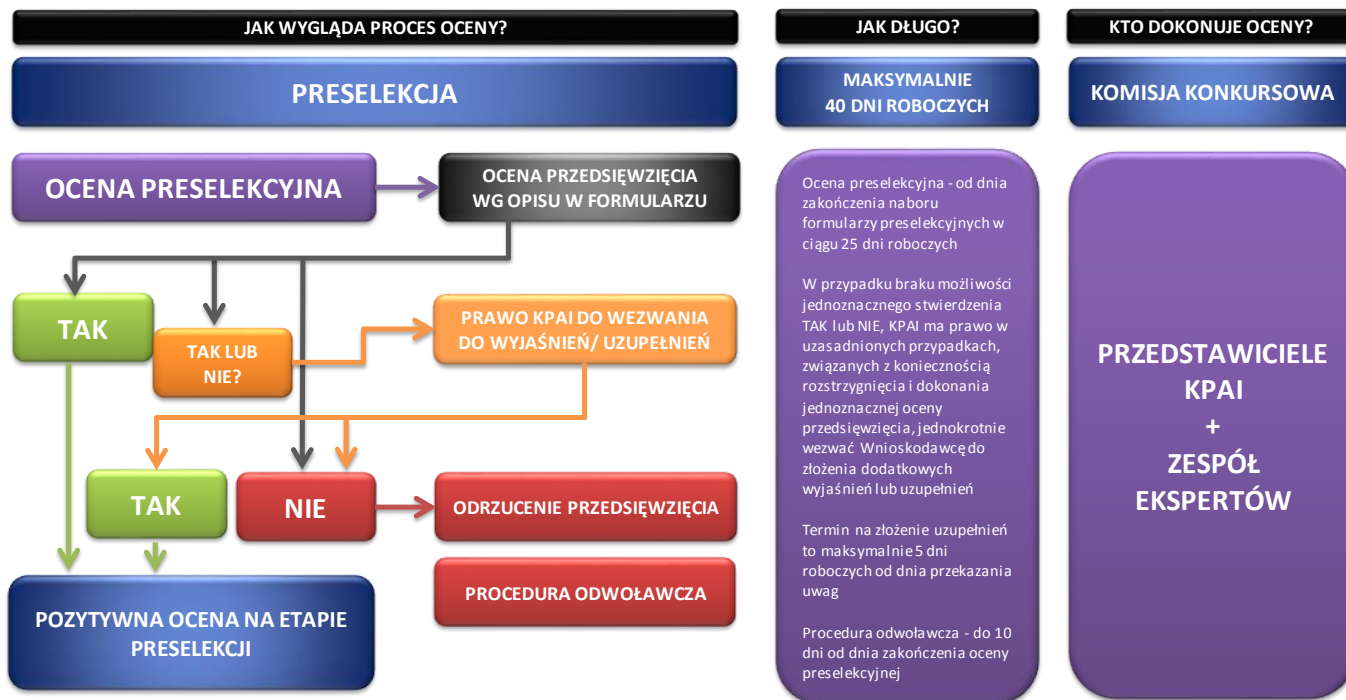 JAK WYGLĄDA PROCES OCENY?
PRESELEKCJA
OCENA PRESELEKCYJNA
OCENA PRZEDSIĘWZIĘCIA
WG OPISU W FORMULARZU
TAK
TAK LUB
NIE?
PRAWO KPAI DO WEZWANIA
DO WYJAŚNIEŃ/ UZUPEŁNIEŃ
TAK
NIE
ODRZUCENIE PRZEDSIĘWZIĘCIA
PROCEDURA ODWOŁAWCZA
POZYTYWNA OCENA NA ETAPIE
PRESELEKCJI
JAK DŁUGO?
MAKSYMALNIE
40 DNI ROBOCZYCH
Ocena preselekcyjna - od dnia
zakończenia naboru
formularzy preselekcyjnych w
ciągu 25 dni roboczych
W przypadku braku możliwości
jednoznacznego stwierdzenia
TAK lub NIE, KPAI ma prawo w
uzasadnionych przypadkach,
związanych z koniecznością
rozstrzygnięcia i dokonania
jednoznacznej oceny
przedsięwzięcia, jednokrotnie
wezwać Wnioskodawcę do
złożenia dodatkowych
wyjaśnień lub uzupełnień
Termin na złożenie uzupełnień
to maksymalnie 5 dni
roboczych od dnia przekazania
uwag
Procedura odwoławcza - do 10
dni od dnia zakończenia oceny
preselekcyjnej
KTO DOKONUJE OCENY?
KOMISJA KONKURSOWA
PRZEDSTAWICIELE
KPAI
+
ZESPÓŁ
EKSPERTÓW